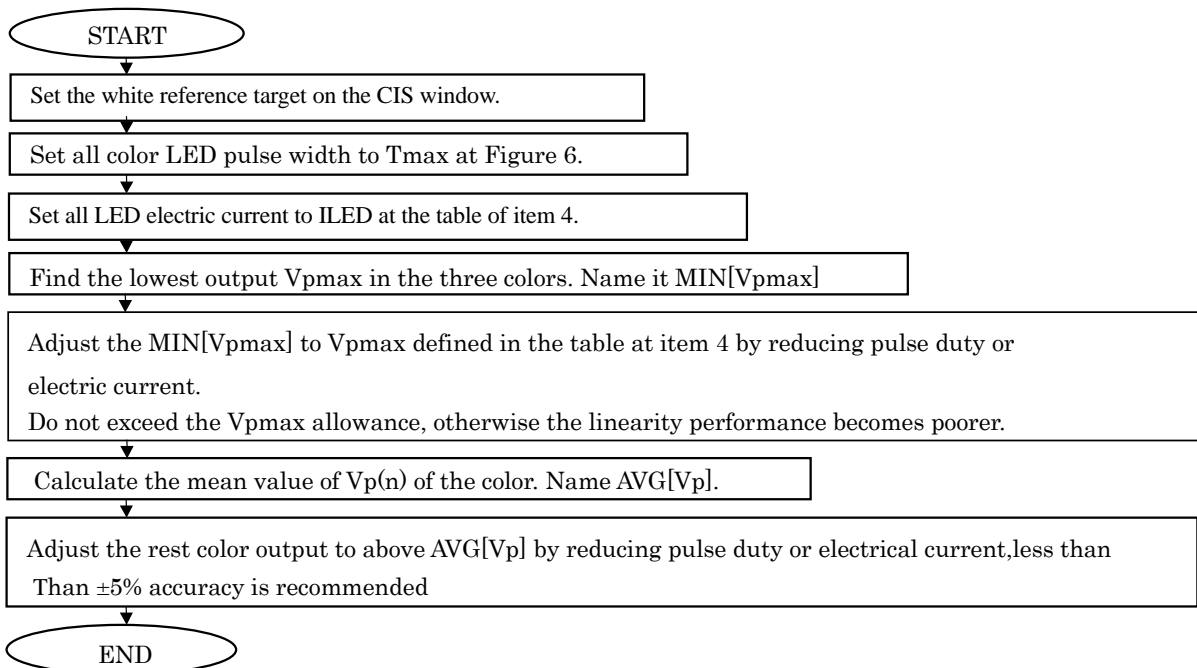 START
Set the white reference target on the CIS window.
Set all color LED pulse width to Tmax at Figure 6.
Set all LED electric current to ILED at the table of item 4.
Find the lowest output Vpmax in the three colors. Name it MIN[Vpmax]
Adjust the MIN[Vpmax] to Vpmax defined in the table at item 4 by reducing pulse duty or
electric current.
Do not exceed the Vpmax allowance, otherwise the linearity performance becomes poorer.
Calculate the mean value of Vp(n) of the color. Name AVG[Vp].
Adjust the rest color output to above AVG[Vp] by reducing pulse duty or electrical current,less than
Than ±5% accuracy is recommended
END